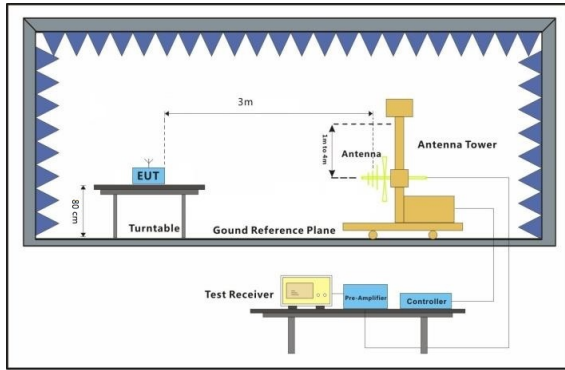 3m
1m to 4m
Antenna
Antenna Tower
EUT
80 cm
Turntable
Gound Reference Plane
Test Receiver
Pre-Amplifier
Controller